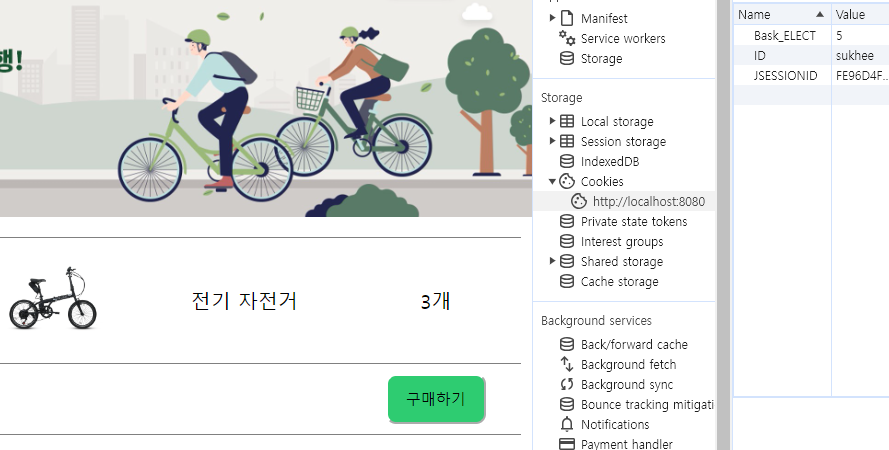 행!
전기 자전거
3개
구매하기
Manifest
Service workers
Storage
Storage
Local storage
Session storage
IndexedDB
Cookies
http://localhost:8080
Private state tokens
Interest groups
Shared storage
Cache storage
Background services
Back/forward cache
Background fetch
Background sync
Bounce tracking mitigati
Notifications
Payment handler
Name Value
Bask_ELECT 5
ID sukhee
JSESSIONID FE96D4F...